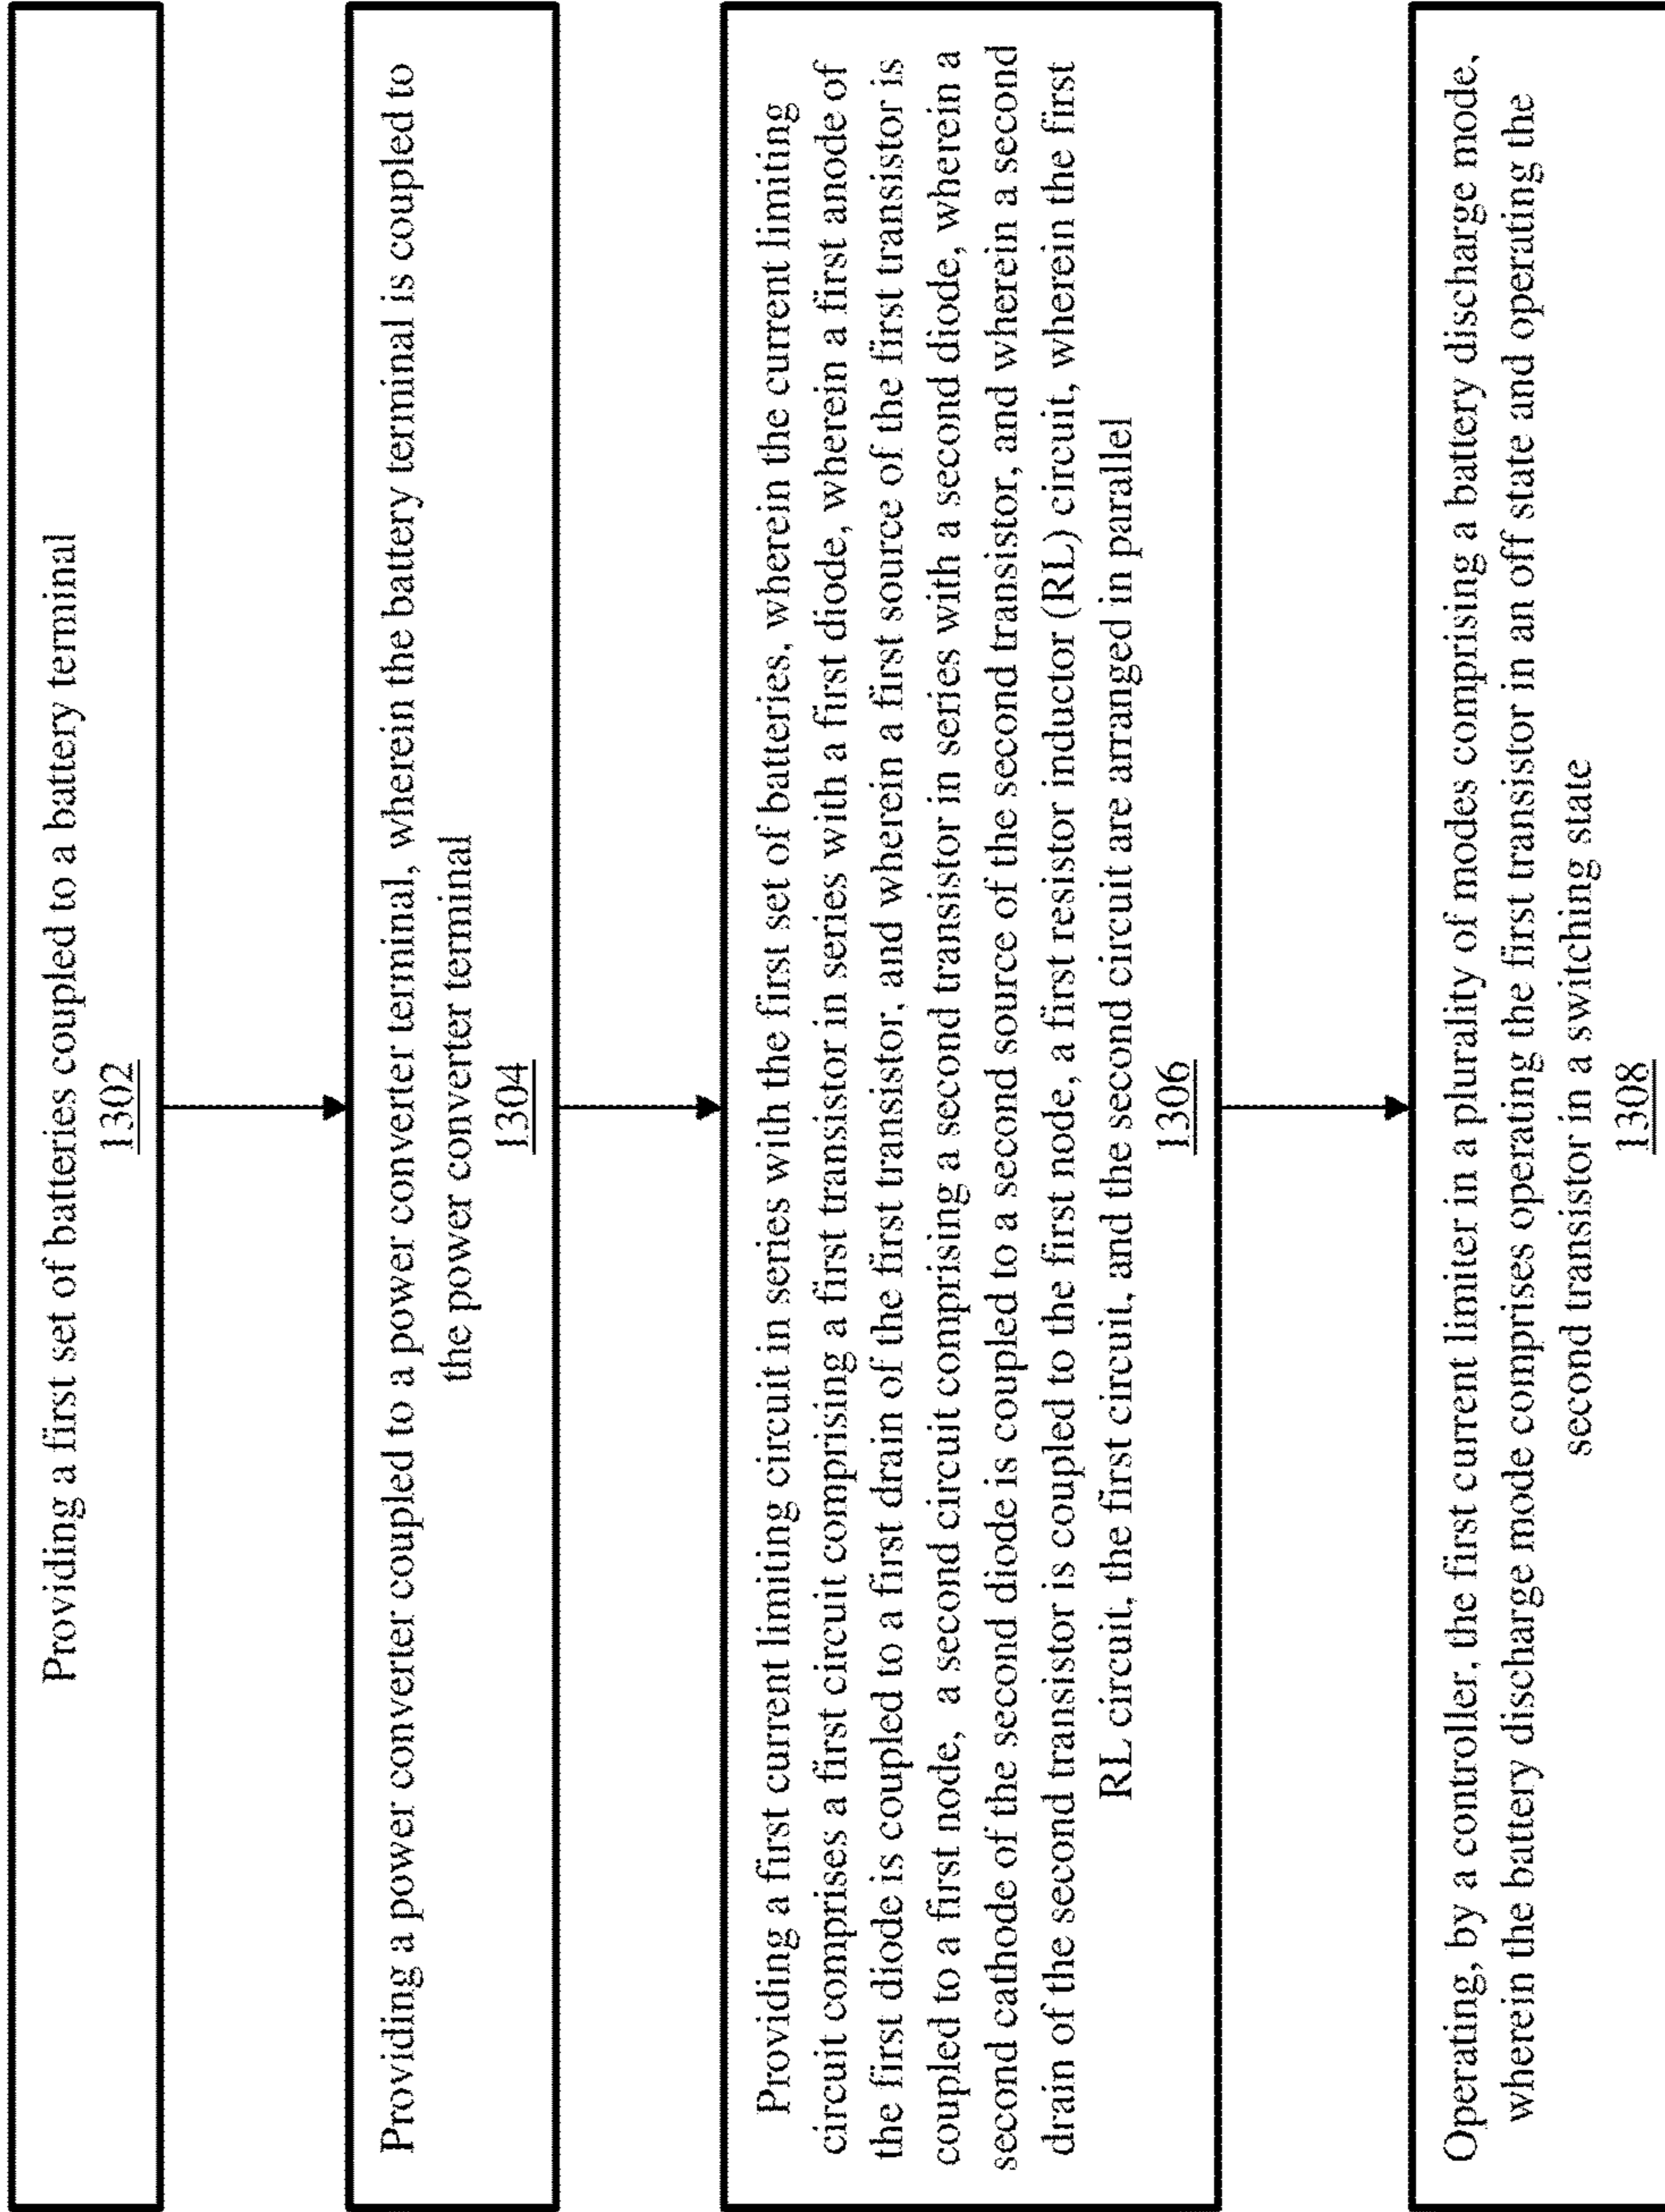 Providing a first set of batteries coupled to a battery terminal
1302
Providing a power converter coupled to a power converter terminal, wherein the battery terminal is coupled to
the power converter terminal
1304
Providing a first current limiting circuit in series with the first set of batteries, wherein the current limiting
circuit comprises a first circuit comprising a first transistor in series with a first diode, wherein a first anode of
the first diode is coupled to a first drain of the first transistor, and wherein a first source of the first transistor is
coupled to a first node, a second circuit comprising a second transistor in series with a second diode, wherein a
second cathode of the second diode is coupled to a second source of the second transistor, and wherein a second
drain of the second transistor is coupled to the first node, a first resistor inductor (RL) circuit, wherein the first
RL circuit, the first circuit, and the second circuit are arranged in parallel
1306
Operating, by a controller, the first current limiter in a plurality of modes comprising a battery discharge mode,
wherein the battery discharge mode comprises operating the first transistor in an off state and operating the
second transistor in a switching state
1308